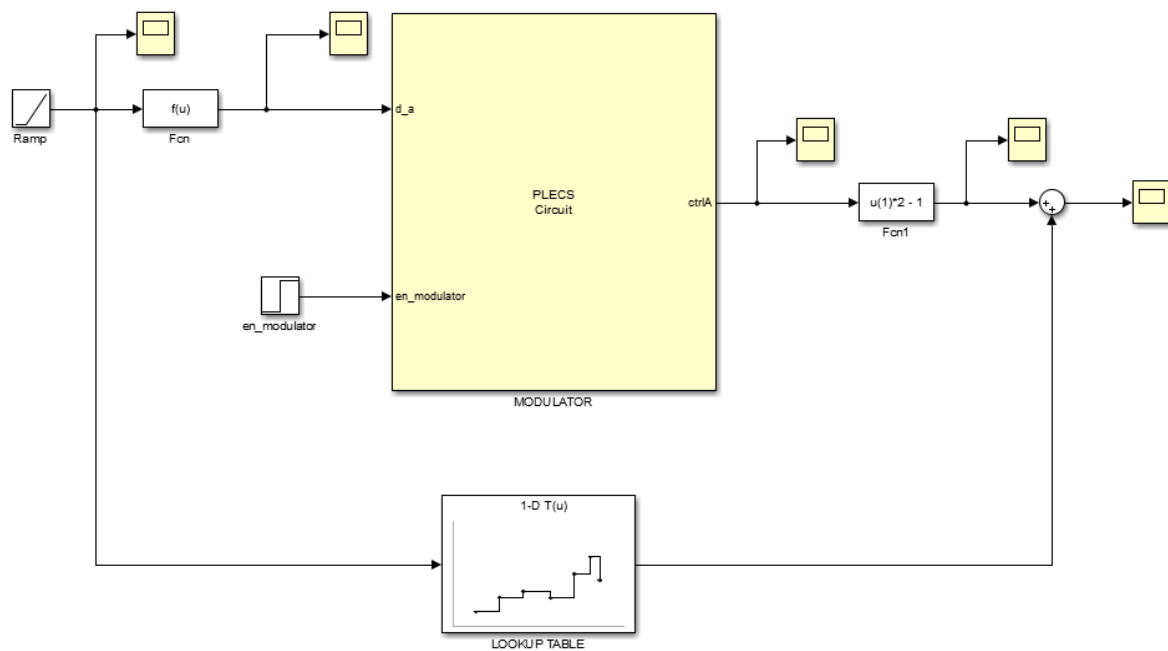 Ramp
f(u)
Fcn
d_a
en_modulator
en_modulator
PLECS
Circuit
ctrlA
MODULATOR
u(1)*2 - 1
Fcn1
+
+
1-D T(u)
LOOKUP TABLE